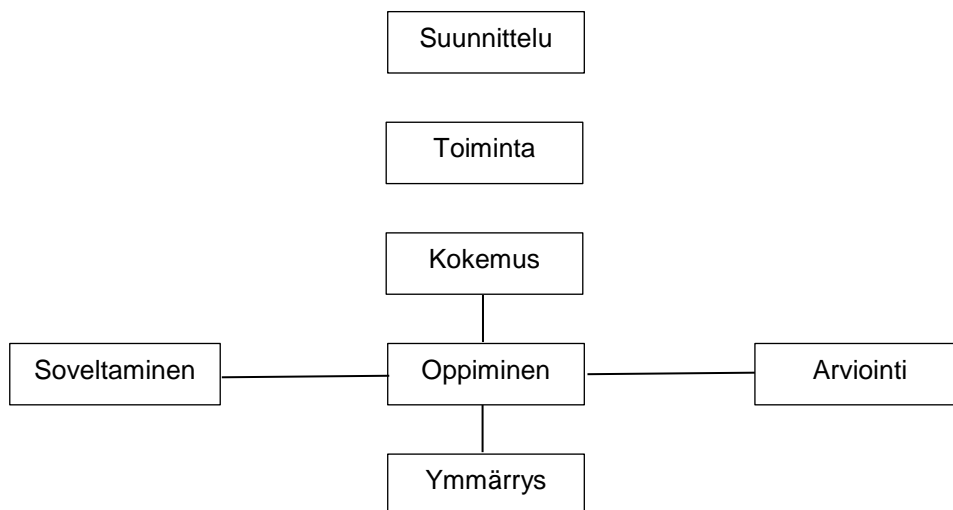 Suunnittelu
Toiminta
Kokemus
Soveltaminen
Oppiminen
Arviointi
Ymmärrys